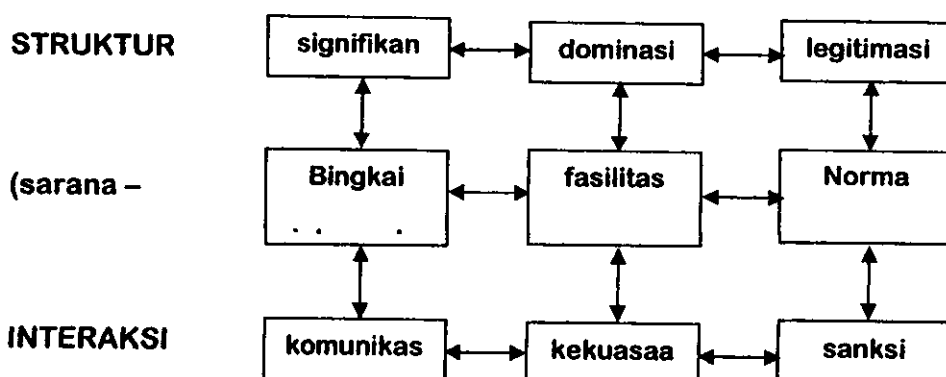 STRUKTUR signifikan dominasi legitimasi
(sarana – Bingkai fasilitas Norma
INTERAKSI komunikas kekuasaa sanksi